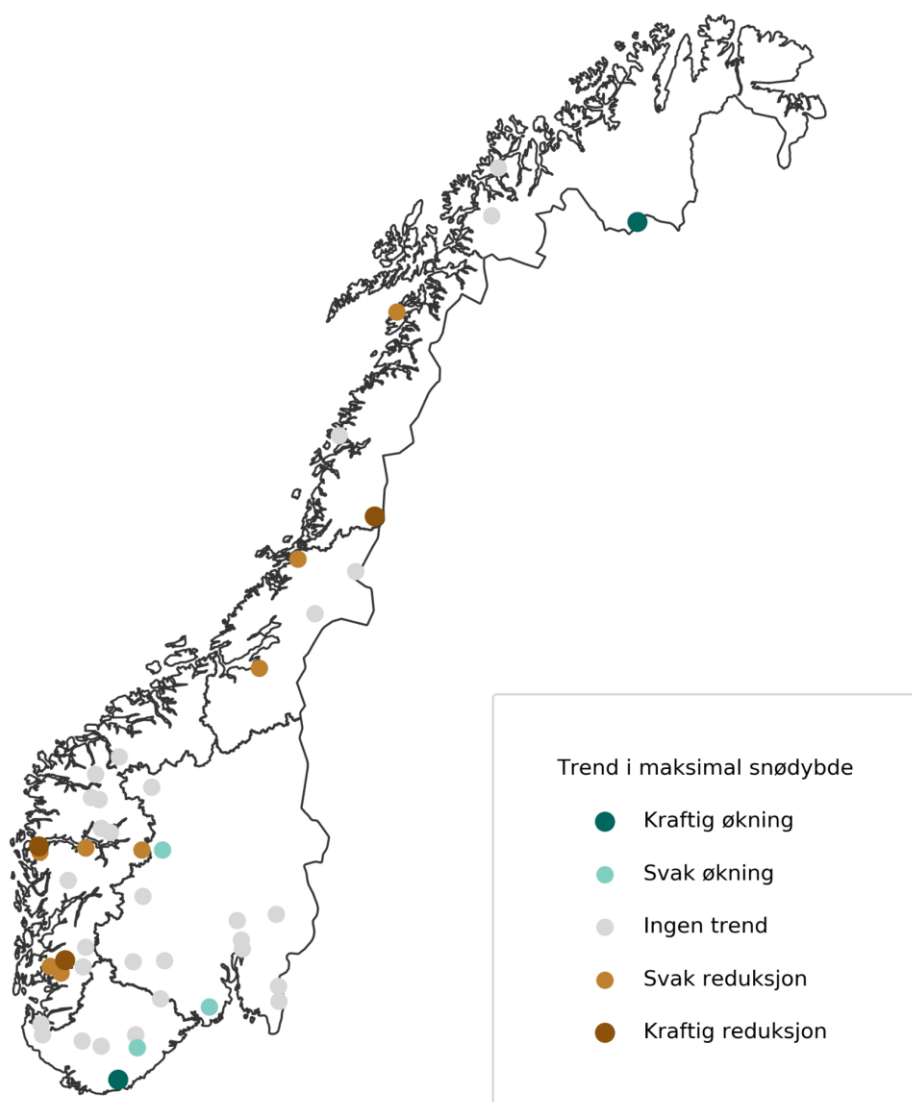 Trend i maksimal snødybde
Kraftig økning
Svak økning
Ingen trend
Svak reduksjon
Kraftig reduksjon